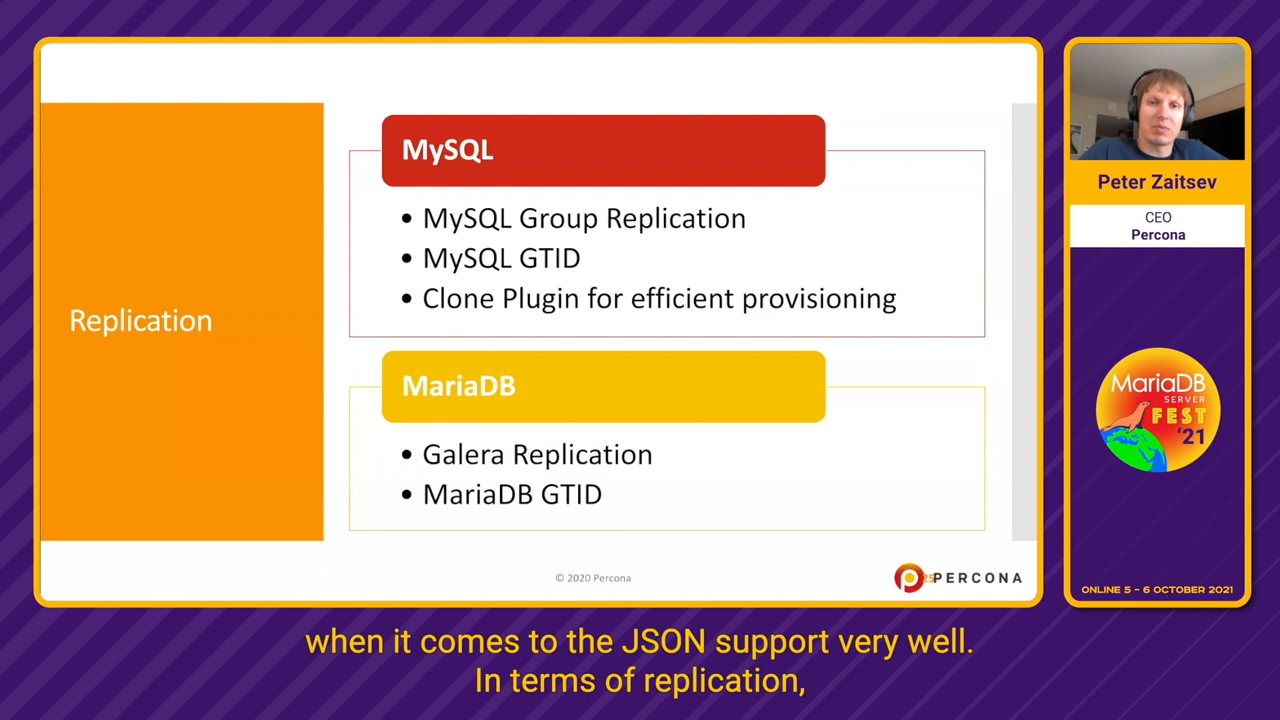 Replication
MySQL
• MySQL Group Replication
• MySQL GTID
• Clone Plugin for efficient provisioning
MariaDB
• Galera Replication
• MariaDB GTID
© 2020 Percona
PERCONA
Peter Zaitsev
CEO
Percona
MariaDB
SERVER
FEST
'21
ONLINE 5 – 6 OCTOBER 2021
when it comes to the JSON support very well.
In terms of replication,